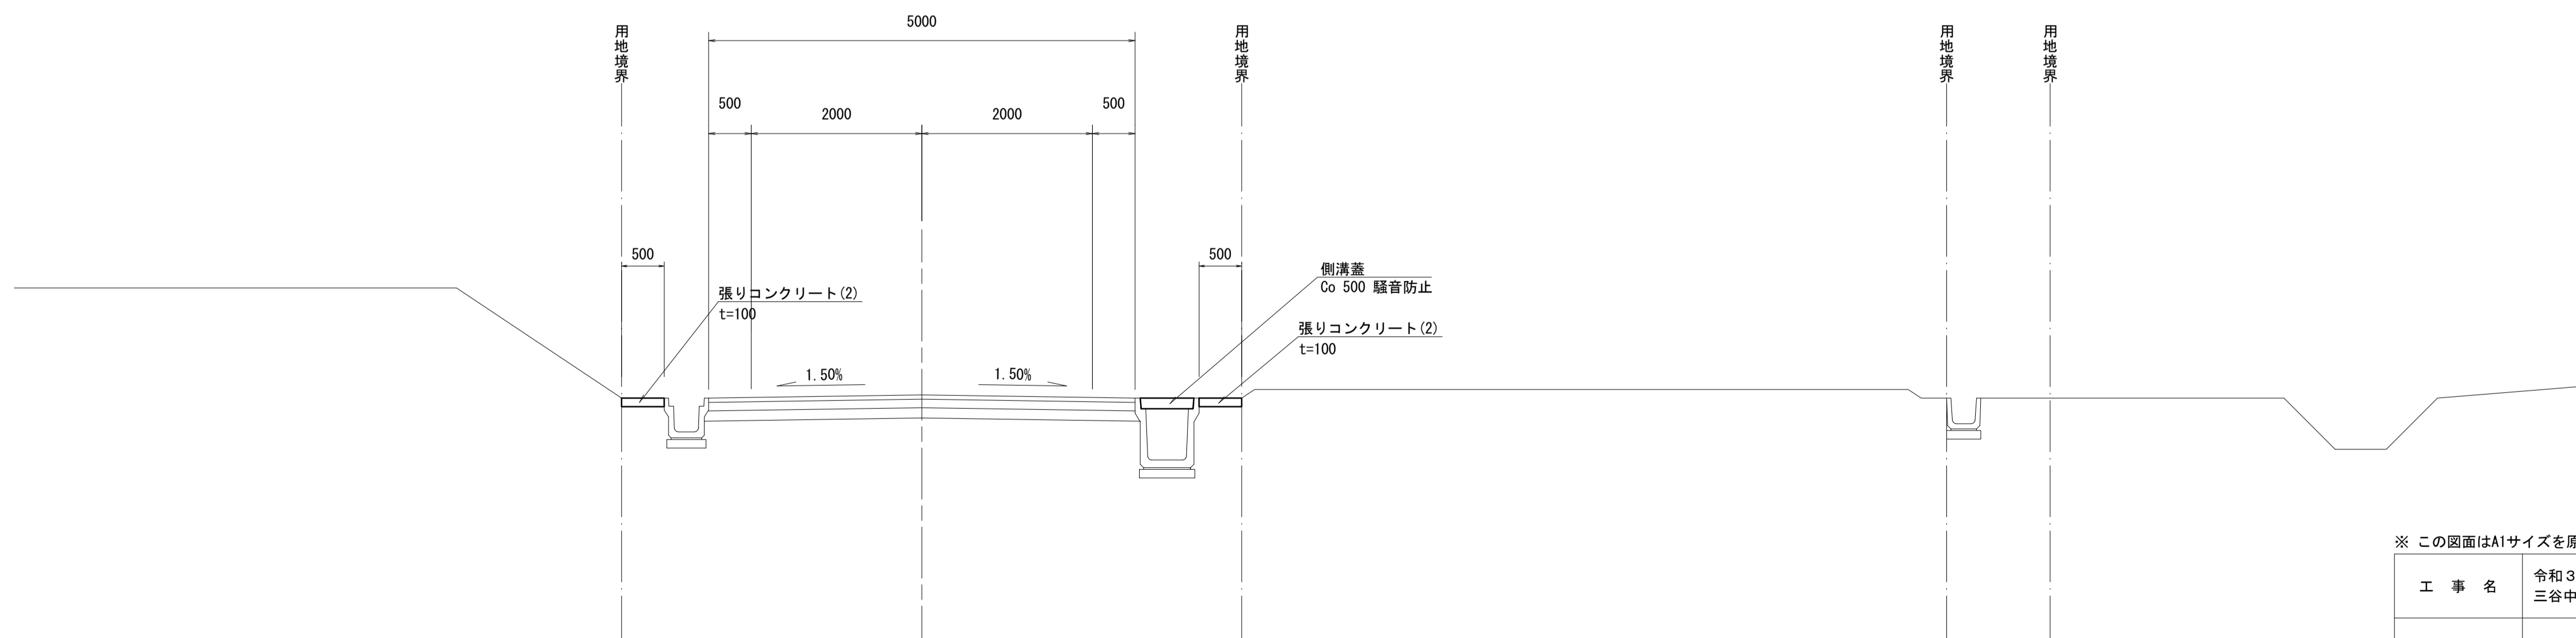 5000
用地境界
用地境界
用地境界
用地境界
500
2000
2000
500
500
500
側溝蓋
Co 500 騒音防止
張りコンクリート(2)
t=100
張りコンクリート(2)
t=100
1.50%
1.50%
※ この図面はA1サイズを原
工 事 名
令和3
三谷中